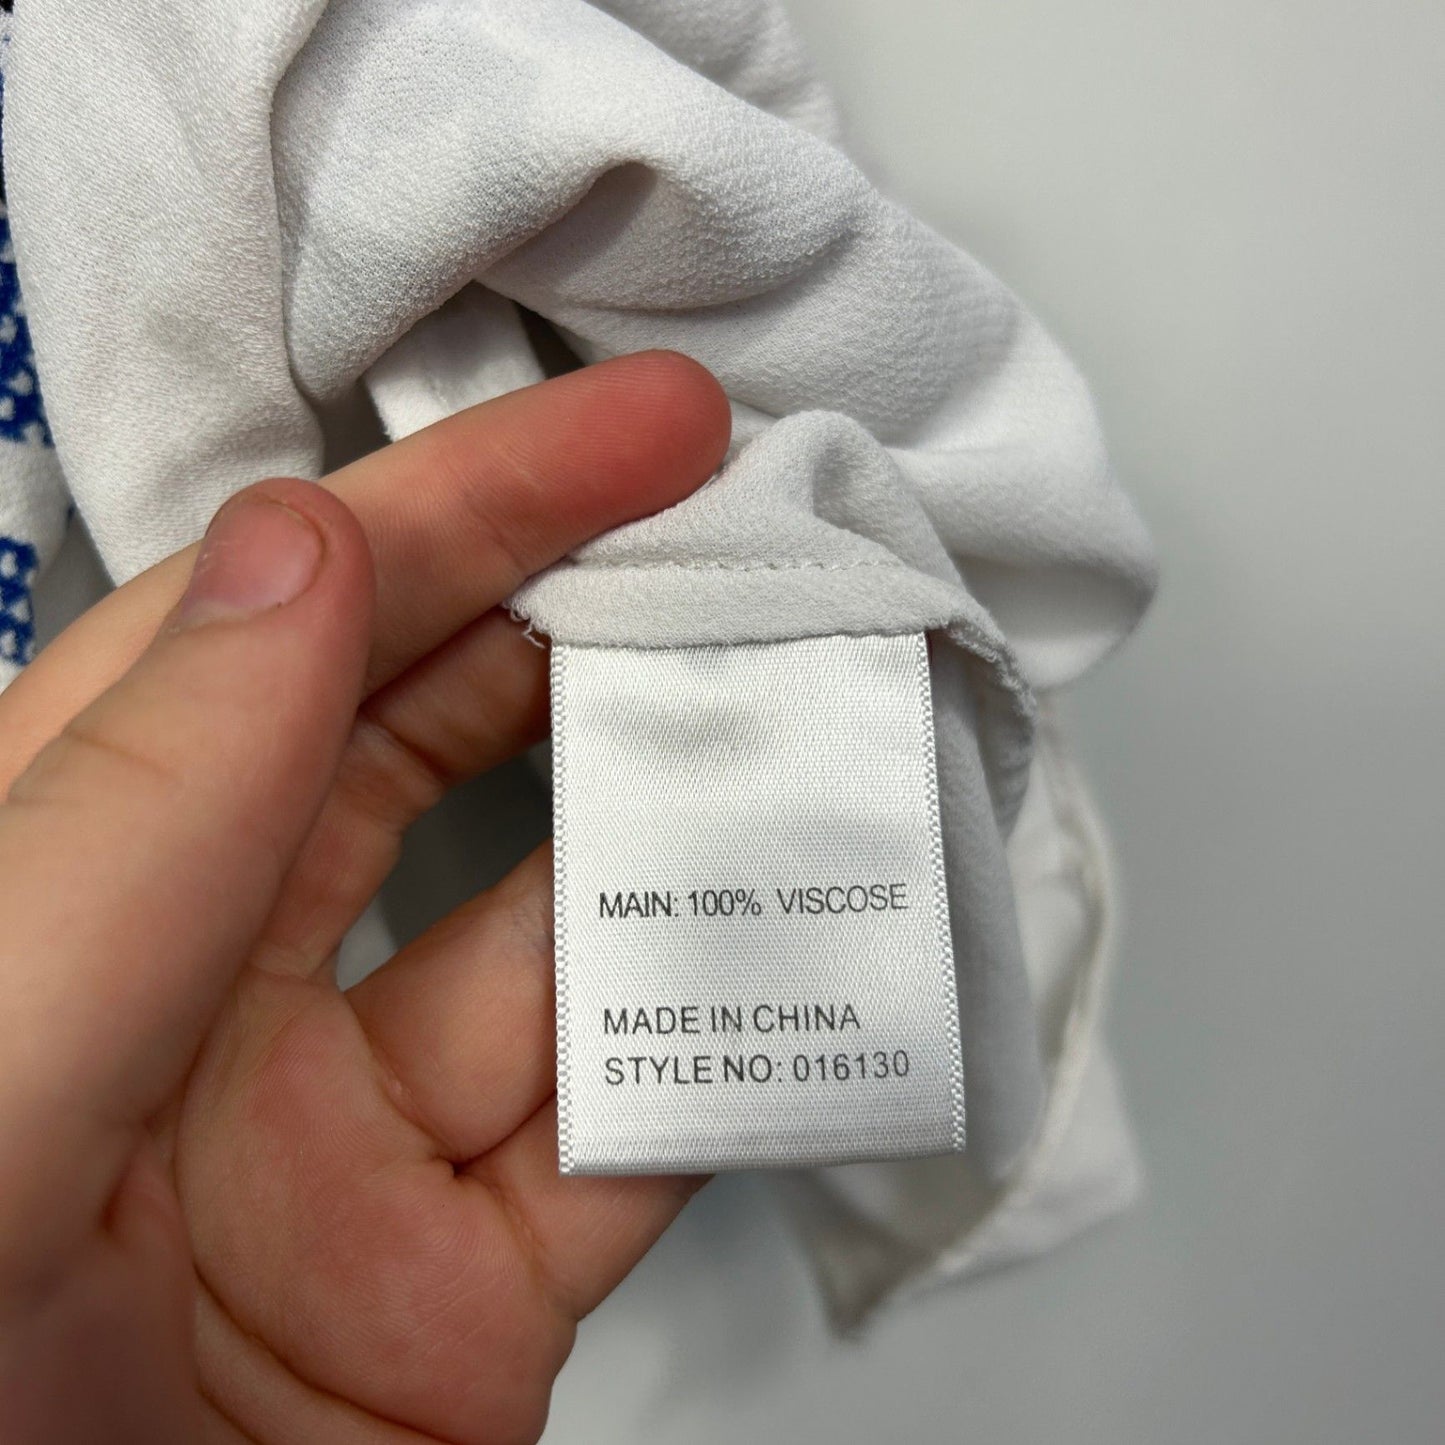 MAIN: 100% VISCOSE
MADE IN CHINA
STYLE NO: 016130